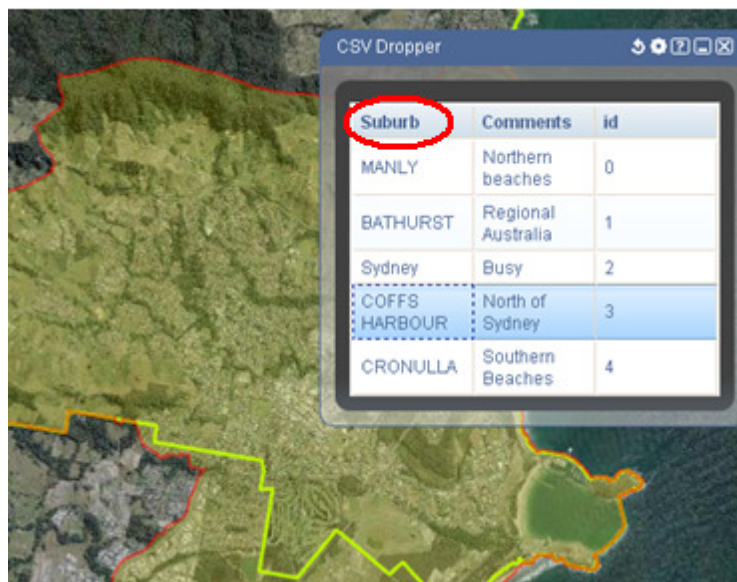 CSV Dropper
Suburb Comments id
MANLY Northern beaches 0
BATHURST Regional Australia 1
Sydney Busy 2
COFFS HARBOUR North of Sydney 3
CRONULLA Southern Beaches 4